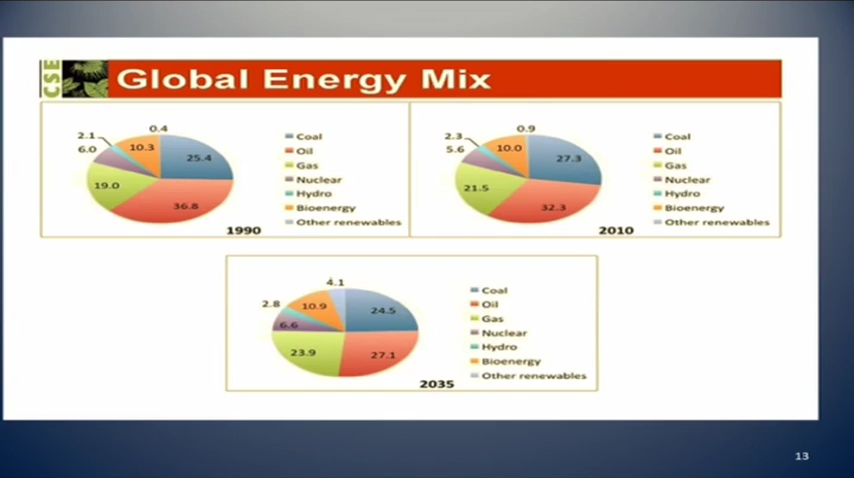 CSE
Global Energy Mix
0.4
2.1
10.3
6.0
25.4
19.0
36.8
Coal
Oil
Gas
Nuclear
Hydro
Bioenergy
Other renewables
1990
0.9
2.3
10.0
5.6
27.3
21.5
32.3
Coal
Oil
Gas
Nuclear
Hydro
Bioenergy
Other renewables
2010
4.1
2.8
10.9
24.5
6.6
23.9
27.1
Coal
Oil
Gas
Nuclear
Hydro
Bioenergy
Other renewables
2035
13